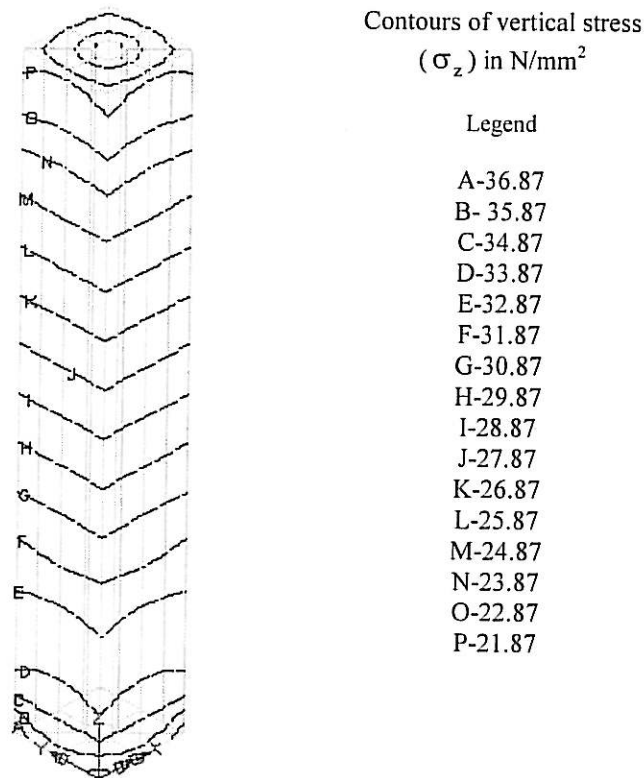 Contours of vertical stress
(σz) in N/mm²
Legend
A-36.87
B- 35.87
C-34.87
D-33.87
E-32.87
F-31.87
G-30.87
H-29.87
I-28.87
J-27.87
K-26.87
L-25.87
M-24.87
N-23.87
O-22.87
P-21.87
P
O
N
M
L
K
J
I
H
G
F
E
D
C
B
A
Z
Y
X